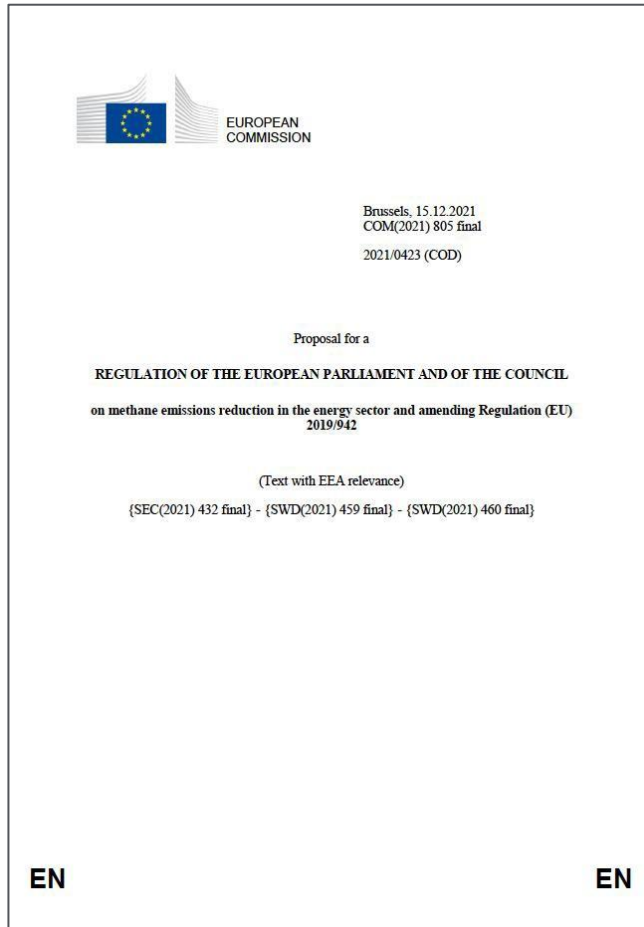 EUROPEAN
COMMISSION
Brussels, 15.12.2021
COM(2021) 805 final
2021/0423 (COD)
Proposal for a
REGULATION OF THE EUROPEAN PARLIAMENT AND OF THE COUNCIL
on methane emissions reduction in the energy sector and amending Regulation (EU)
2019/942
(Text with EEA relevance)
{SEC(2021) 432 final} - {SWD(2021) 459 final} - {SWD(2021) 460 final}
EN EN